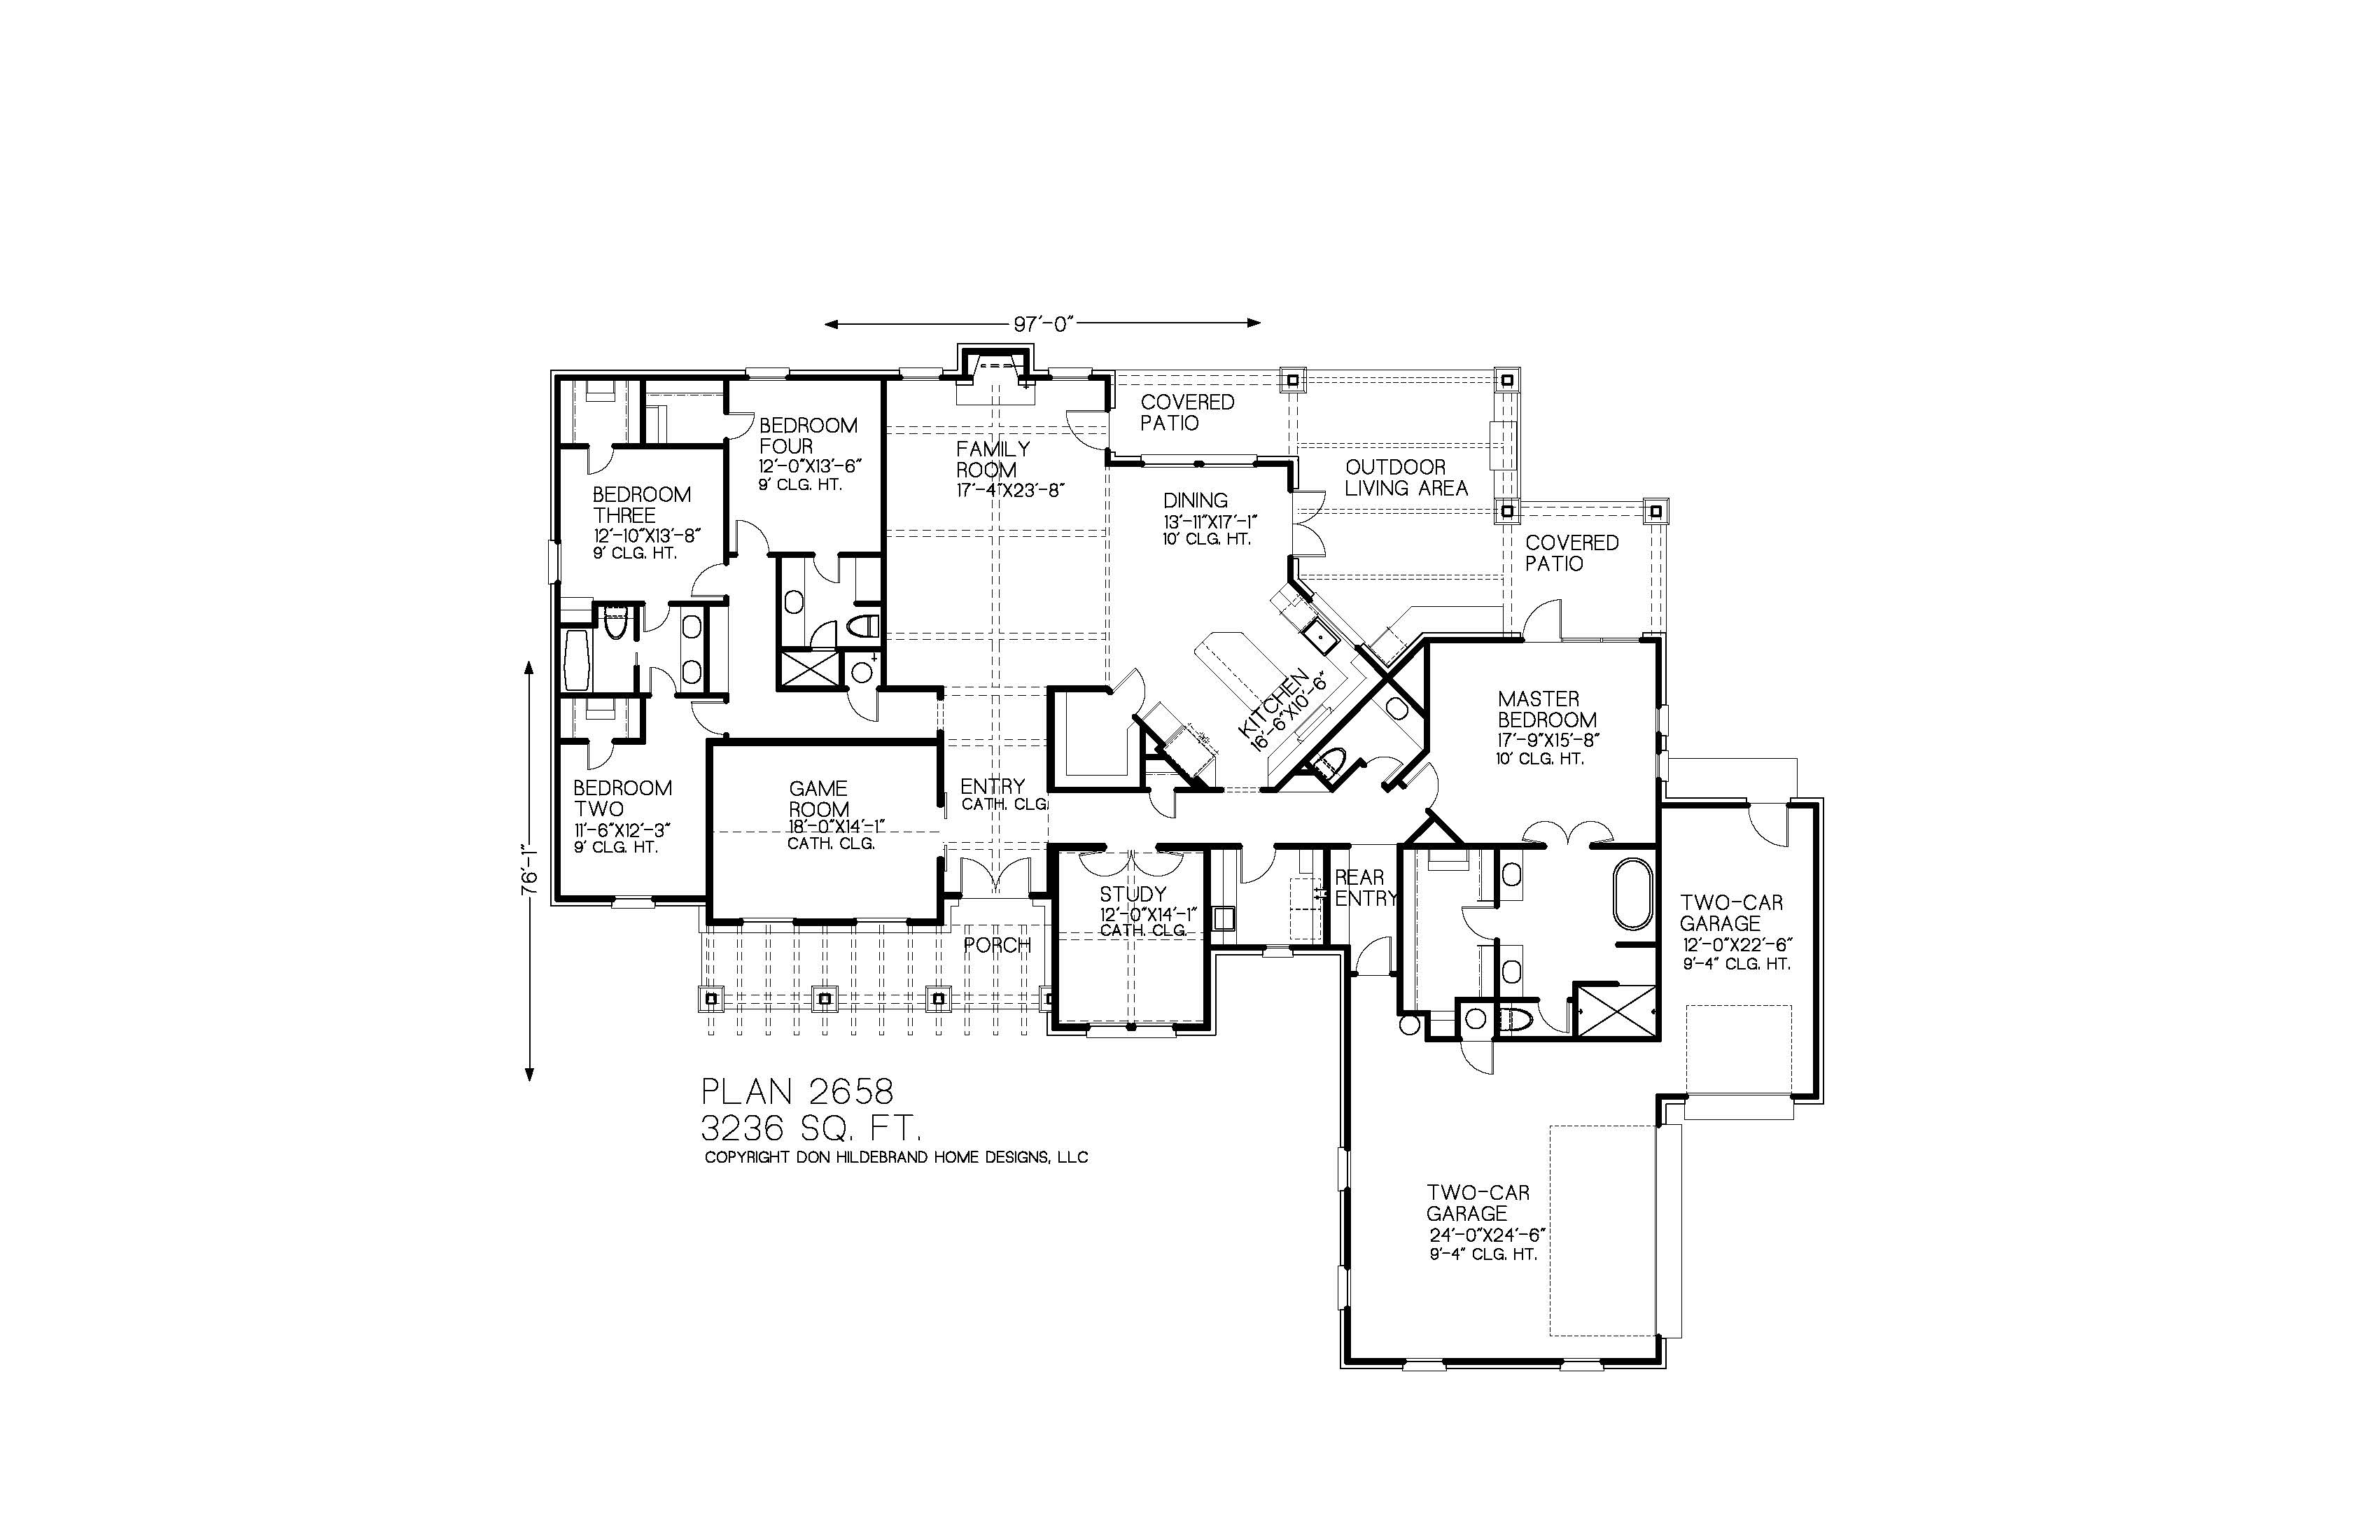 97'-0"
COVERED
PATIO
BEDROOM
FOUR
12'-0"X13'-6"
9' CLG. HT.
FAMILY
ROOM
17'-4"X23'-8"
OUTDOOR
LIVING AREA
BEDROOM
THREE
12'-10"X13'-8"
9' CLG. HT.
DINING
13'-11"X17'-1"
10' CLG. HT.
COVERED
PATIO
KITCHEN
16'-6"X10'-6"
MASTER
BEDROOM
17'-9"X15'-8"
10' CLG. HT.
BEDROOM
TWO
11'-6"X12'-3"
9' CLG. HT.
GAME
ROOM
18'-0"X14'-1"
CATH. CLG.
ENTRY
CATH. CLG.
76'-1"
STUDY
12'-0"X14'-1"
CATH. CLG.
REAR
ENTRY
TWO-CAR
GARAGE
12'-0"X22'-6"
9'-4" CLG. HT.
PORCH
PLAN 2658
3236 SQ. FT.
COPYRIGHT DON HILDEBRAND HOME DESIGNS, LLC
TWO-CAR
GARAGE
24'-0"X24'-6"
9'-4" CLG. HT.